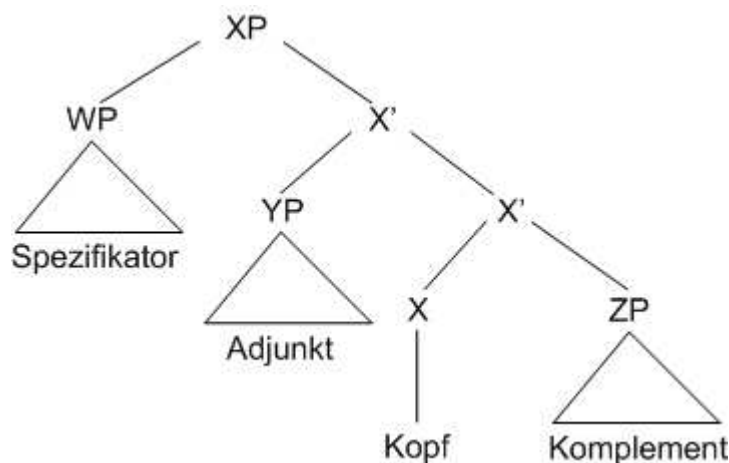 XP
WP X'
Spezifikator YP X'
Adjunkt X ZP
Kopf Komplement